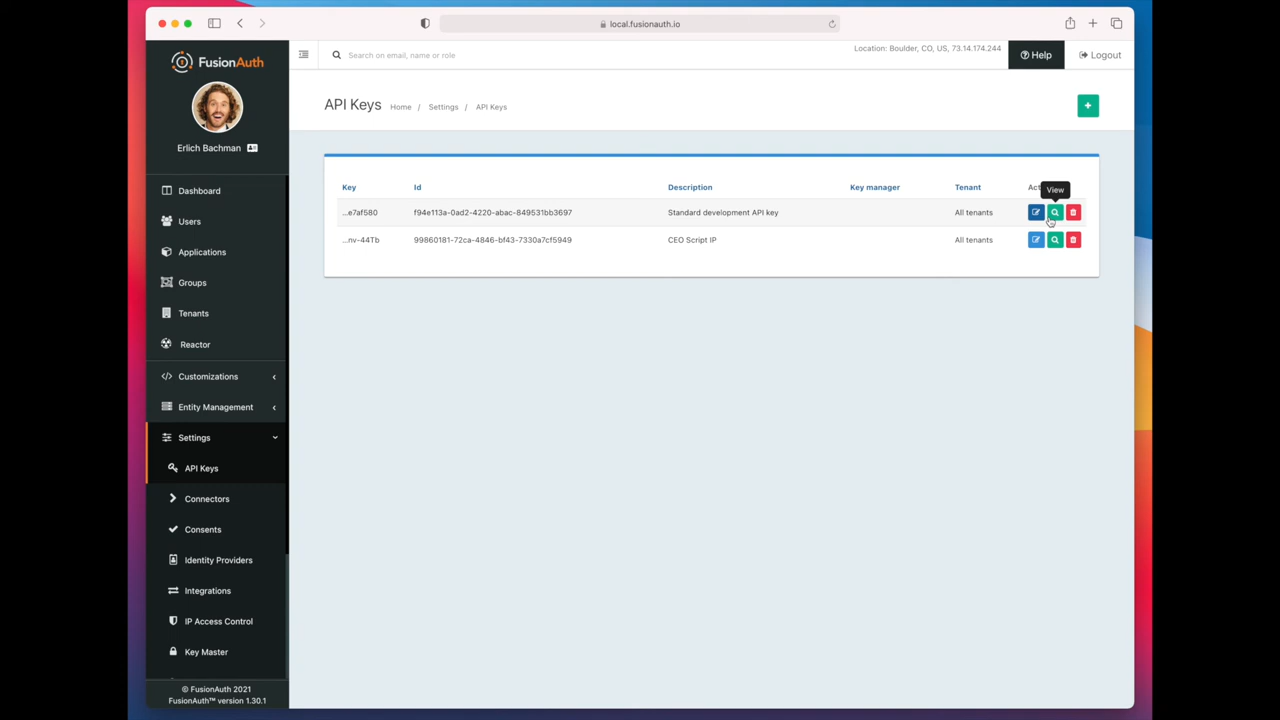 local.fusionauth.io
FusionAuth
Search on email, name or role
Location: Boulder, CO, US, 73.14.174.244
Help
Logout
Erlich Bachman
API Keys
Home / Settings / API Keys
Dashboard
Users
Applications
Groups
Tenants
Reactor
Customizations
Entity Management
Settings
API Keys
Connectors
Consents
Identity Providers
Integrations
IP Access Control
Key Master
© FusionAuth 2021
FusionAuth™ version 1.30.1
View
Key Id Description Key manager Tenant Act
...e7af580 f94e113a-0ad2-4220-abac-849531bb3697 Standard development API key All tenants
...nv-44Tb 99860181-72ca-4846-bf43-7330a7cf5949 CEO Script IP All tenants